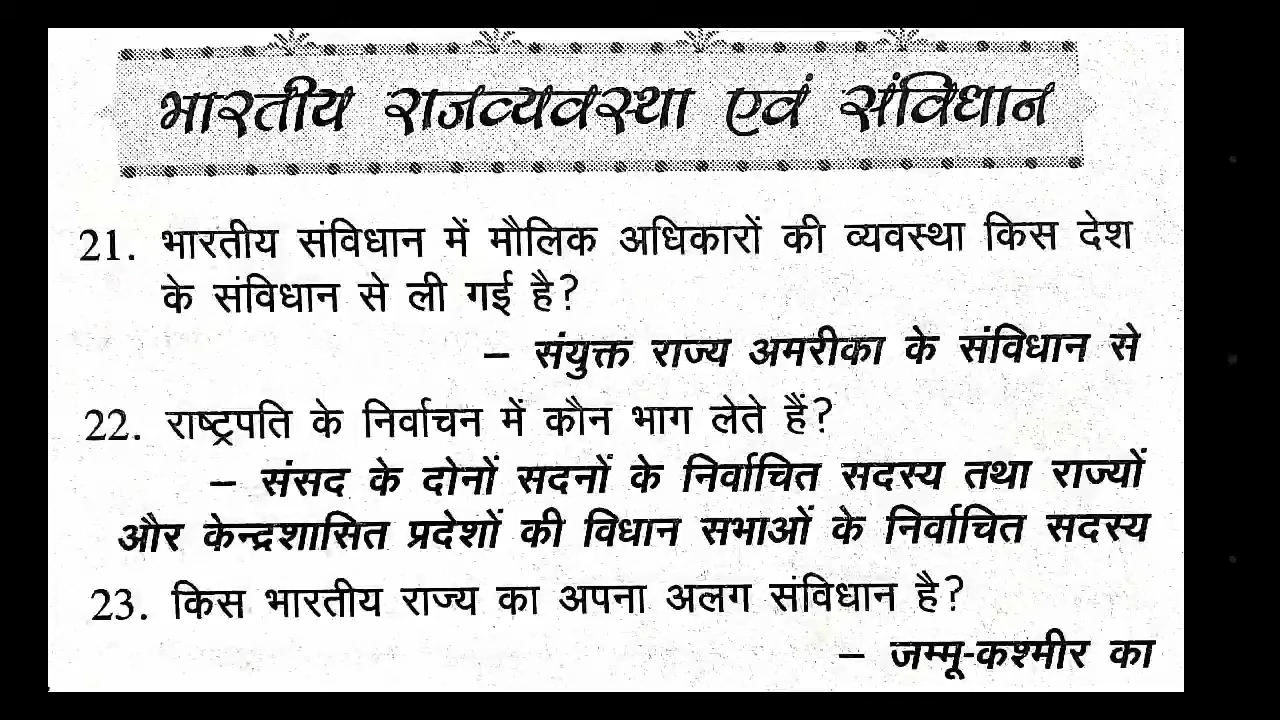 भारतीय राजव्यवस्था एवं संविधान
21. भारतीय संविधान में मौलिक अधिकारों की व्यवस्था किस देश
के संविधान से ली गई है?
– संयुक्त राज्य अमरीका के संविधान से
22. राष्ट्रपति के निर्वाचन में कौन भाग लेते हैं?
– संसद के दोनों सदनों के निर्वाचित सदस्य तथा राज्यों
और केन्द्रशासित प्रदेशों की विधान सभाओं के निर्वाचित सदस्य
23. किस भारतीय राज्य का अपना अलग संविधान है?
– जम्मू-कश्मीर का